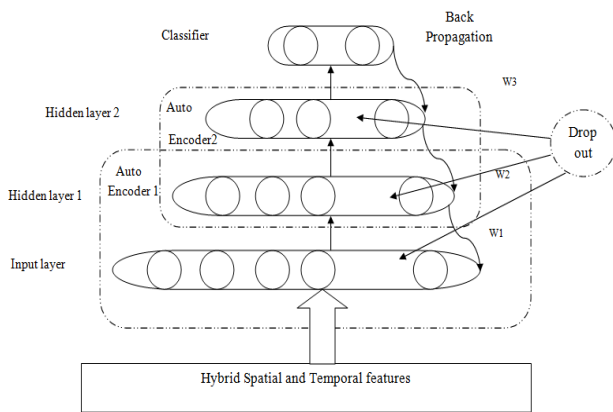 Back
Propagation
Classifier
W3
Hidden layer 2
Auto
Encoder2
Drop
out
Auto
Encoder 1
W2
Hidden layer 1
W1
Input layer
Hybrid Spatial and Temporal features